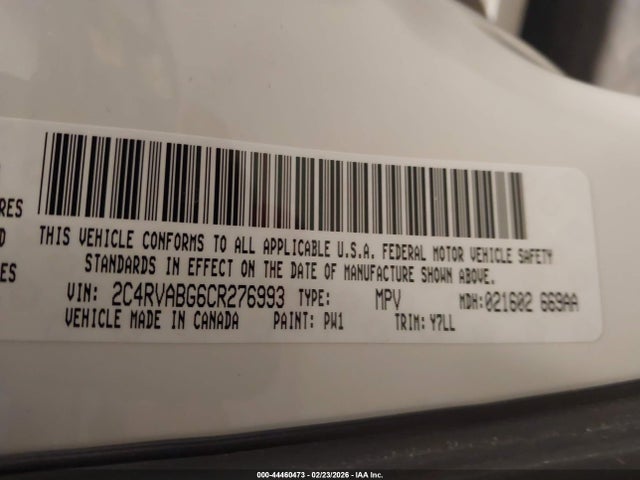 RES
D
ES
THIS VEHICLE CONFORMS TO ALL APPLICABLE U.S.A. FEDERAL MOTOR VEHICLE SAFETY
STANDARDS IN EFFECT ON THE DATE OF MANUFACTURE SHOWN ABOVE.
VIN: 2C4RVABG6CR276993 TYPE: MPV MDH:021602 669AA
VEHICLE MADE IN CANADA PAINT: PW1 TRIM: Y7LL
000-44460473 - 02/23/2026 - IAA Inc.